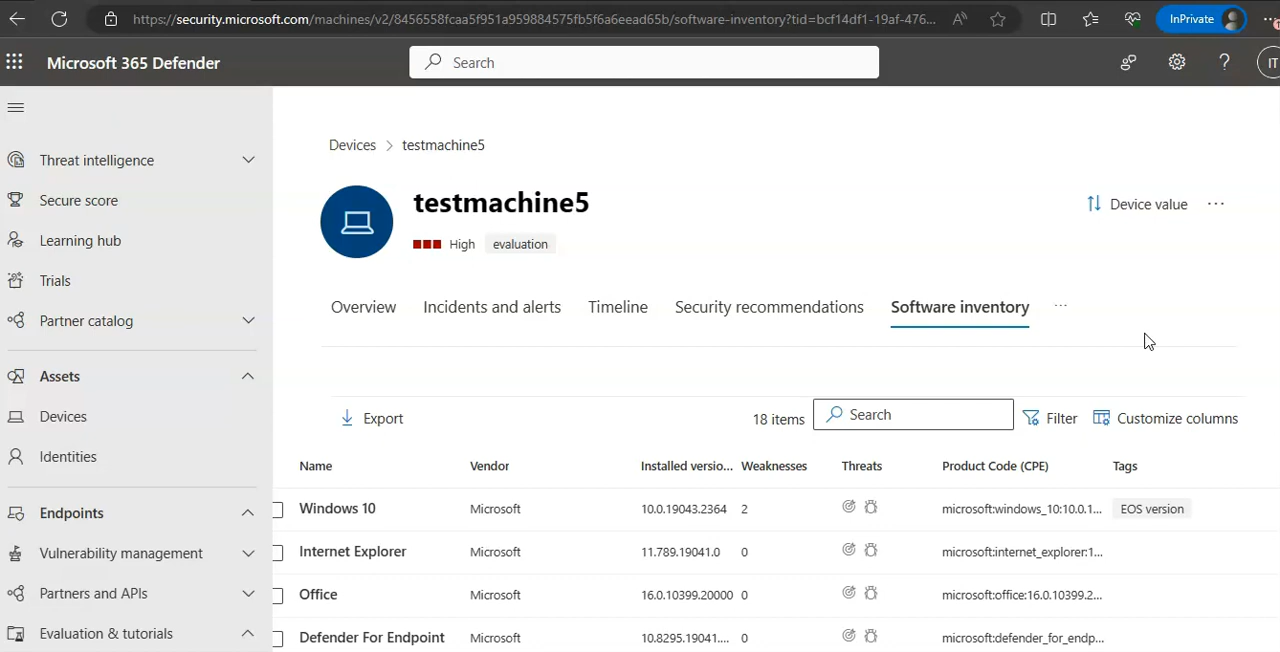 https://security.microsoft.com/machines/v2/8456558fcaa5f951a959884575fb5f6a6eead65b/software-inventory?tid=bcf14df1-19af-476...
InPrivate
Microsoft 365 Defender
Search
IT
Threat intelligence
Secure score
Learning hub
Trials
Partner catalog
Assets
Devices
Identities
Endpoints
Vulnerability management
Partners and APIs
Evaluation & tutorials
Devices > testmachine5
testmachine5
High evaluation
Device value
Overview Incidents and alerts Timeline Security recommendations Software inventory ...
Export 18 items Search Filter Customize columns
Name Vendor Installed versio... Weaknesses Threats Product Code (CPE) Tags
Windows 10 Microsoft 10.0.19043.2364 2 microsoft:windows_10:10.0.1... EOS version
Internet Explorer Microsoft 11.789.19041.0 0 microsoft:internet_explorer:1...
Office Microsoft 16.0.10399.20000 0 microsoft:office:16.0.10399.2...
Defender For Endpoint Microsoft 10.8295.19041.... 0 microsoft:defender_for_endp...